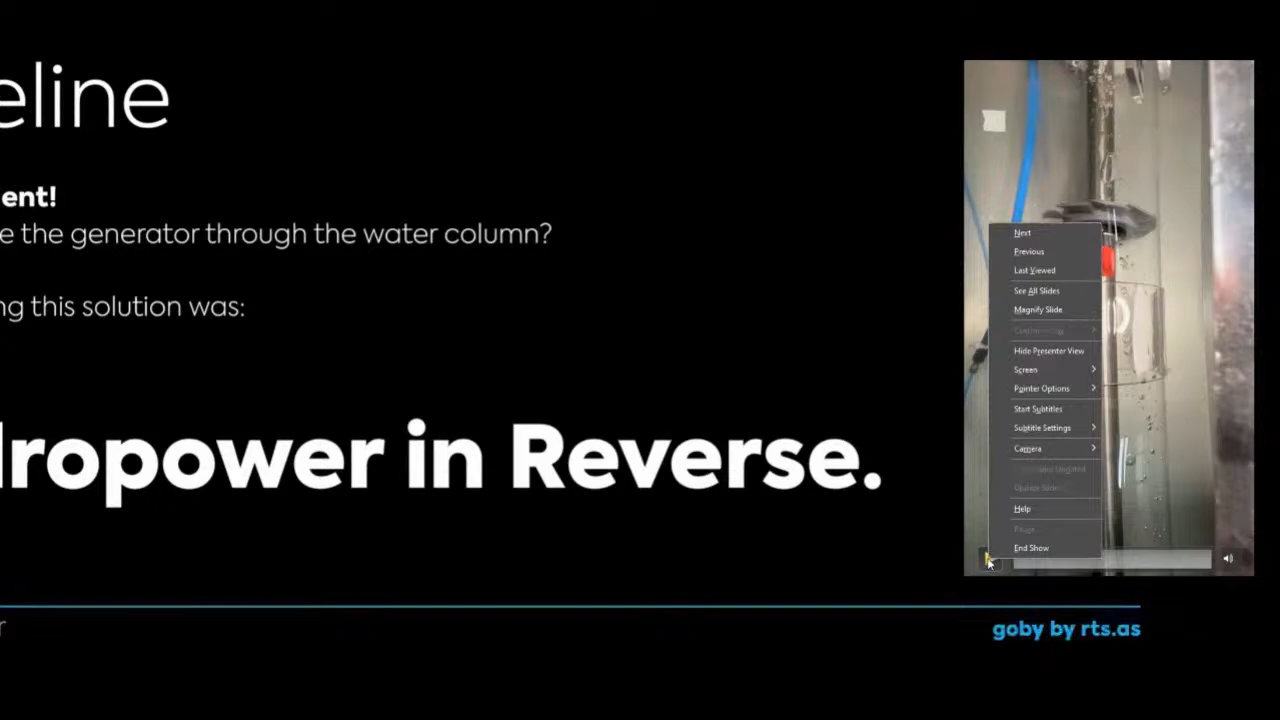 eline
ent!
e the generator through the water column?
ng this solution was:
dropower in Reverse.
Next
Previous
Last Viewed
See All Slides
Magnify Slide
Hide Presenter View
Screen
Pointer Options
Start Subtitles
Subtitle Settings
Camera
Help
Pause
End Show
r
goby by rts.as